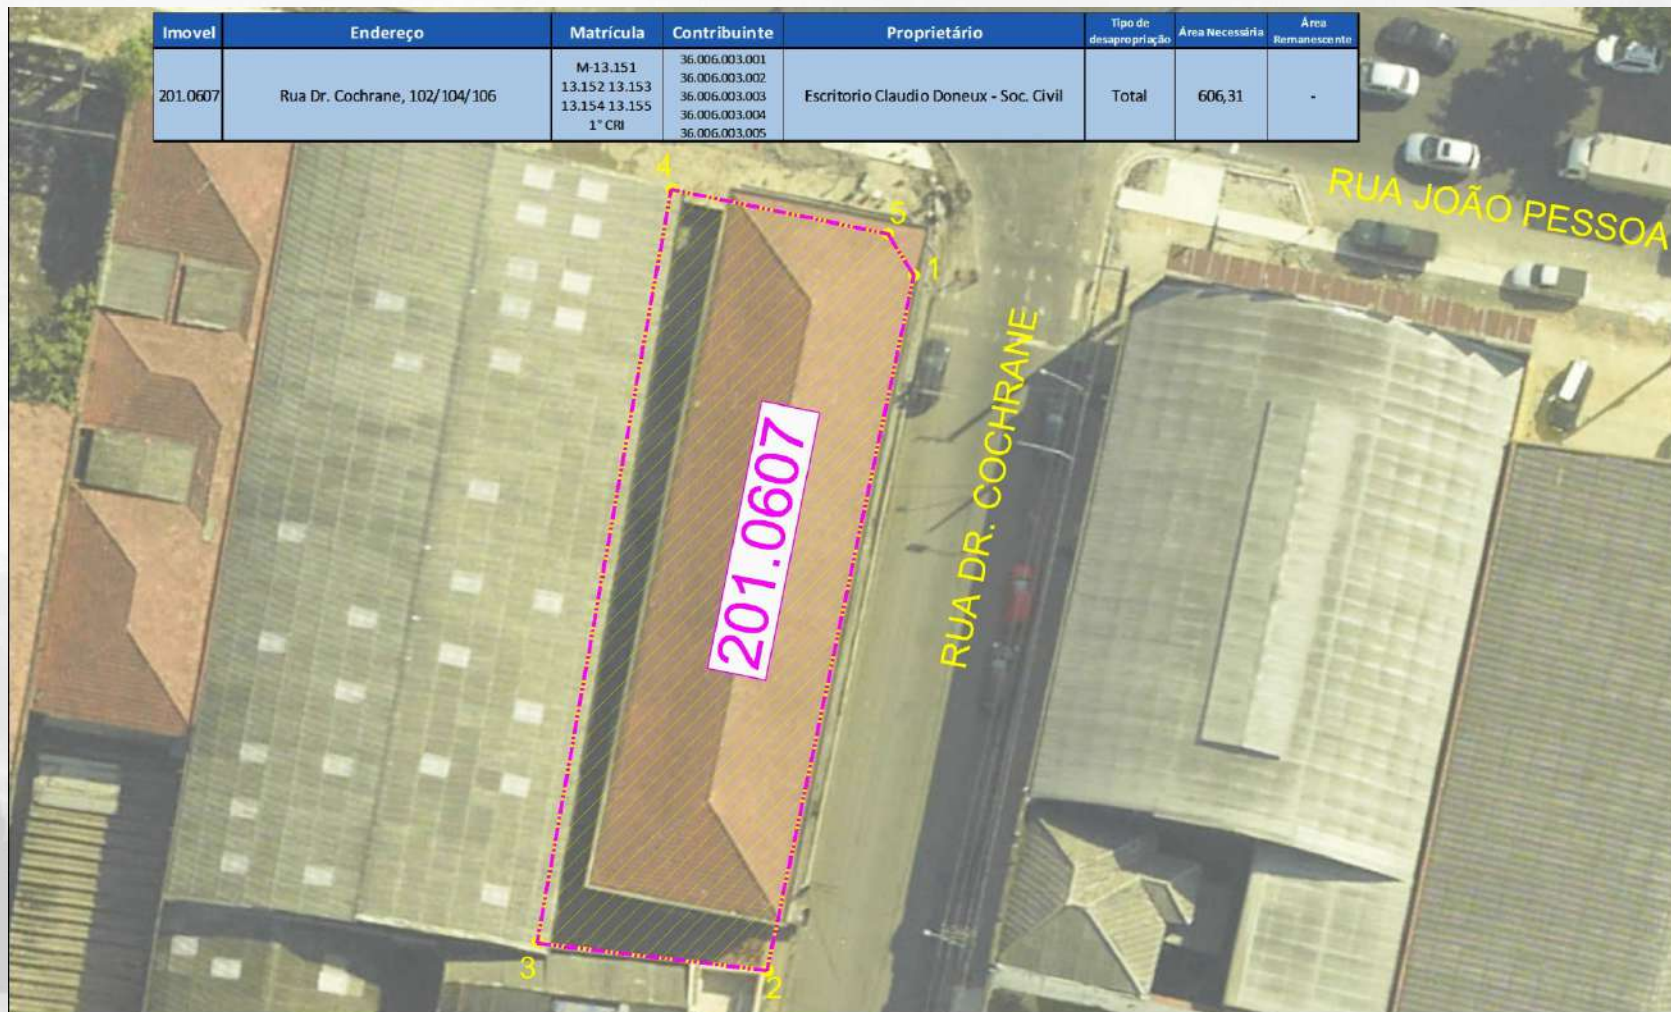 Imovel Endereço Matrícula Contribuinte Proprietário Tipo de desapropriação Área Necessária Área Remanescente
201.0607 Rua Dr. Cochrane, 102/104/106
M-13.151
13.152 13.153
13.154 13.155
1° CRI
36.006.003.001
36.006.003.002
36.006.003.003
36.006.003.004
36.006.003.005
Escritorio Claudio Doneux - Soc. Civil Total 606,31 -
4
5
1
RUA JOÃO PESSOA
RUA DR. COCHRANE
201.0607
3
2